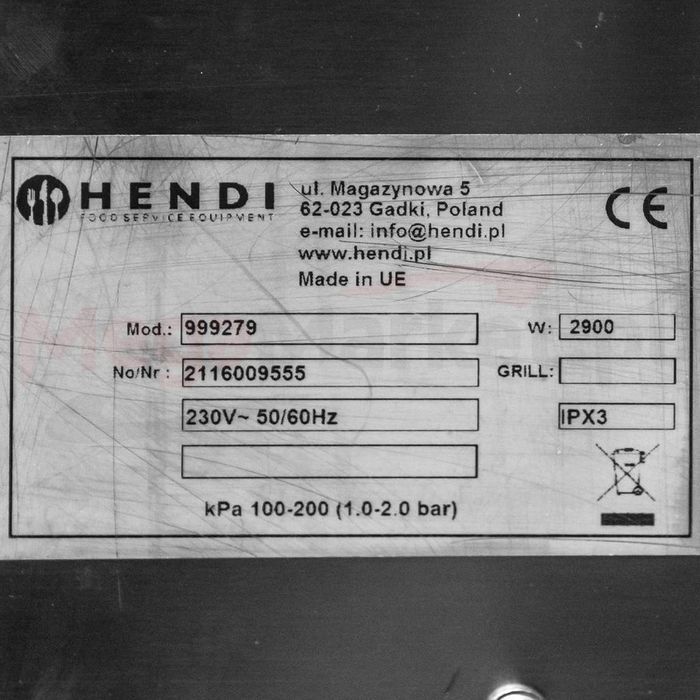 HENDI
FOOD SERVICE EQUIPMENT
ul. Magazynowa 5
62-023 Gadki, Poland
e-mail: info@hendi.pl
www.hendi.pl
Made in UE
CE
Mod.: 999279 W: 2900
No/Nr : 2116009555 GRILL:
230V~ 50/60Hz IPX3
kPa 100-200 (1.0-2.0 bar)